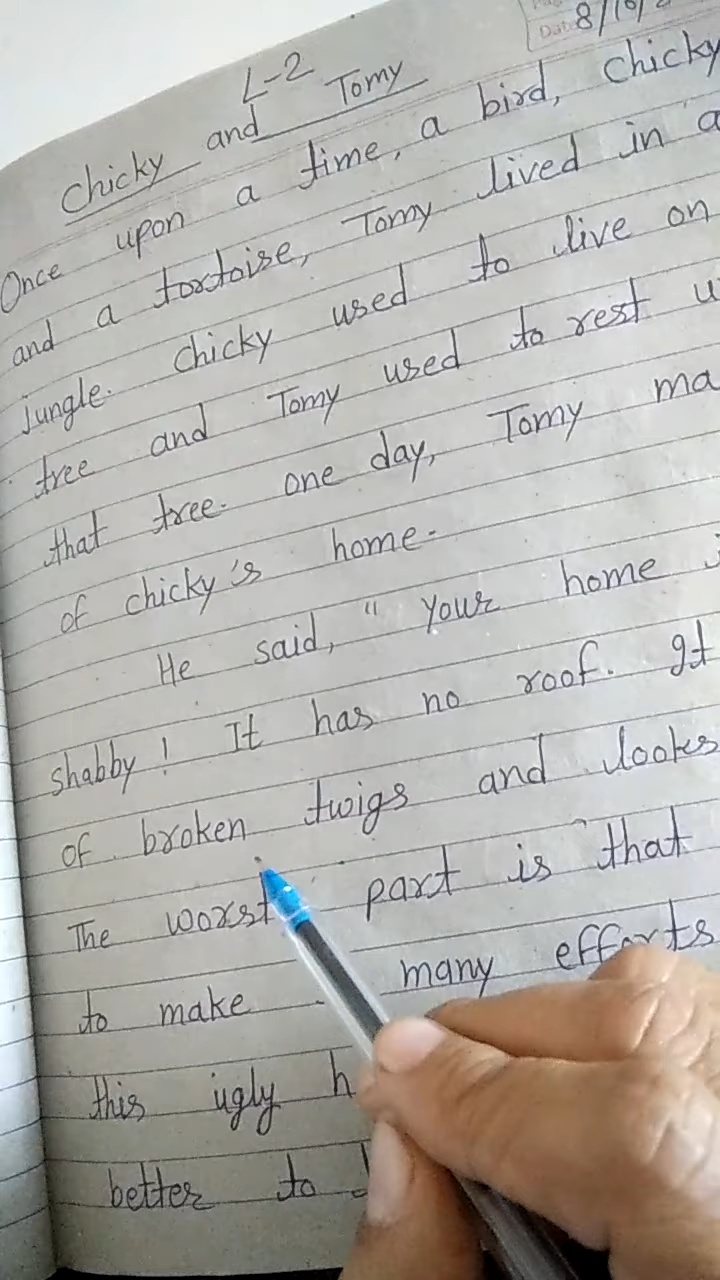 8/10/
L-2
Chicky and Tomy
Once upon a time, a bird, Chicky
and a tortoise, Tomy lived in a
jungle. Chicky used to live on
tree and Tomy used to rest
that tree. one day, Tomy
of chicky's home.
He said, " your home
shabby! It has no roof. It
of broken twigs and looks
The worst part is that
to make many efforts
this ugly
better to